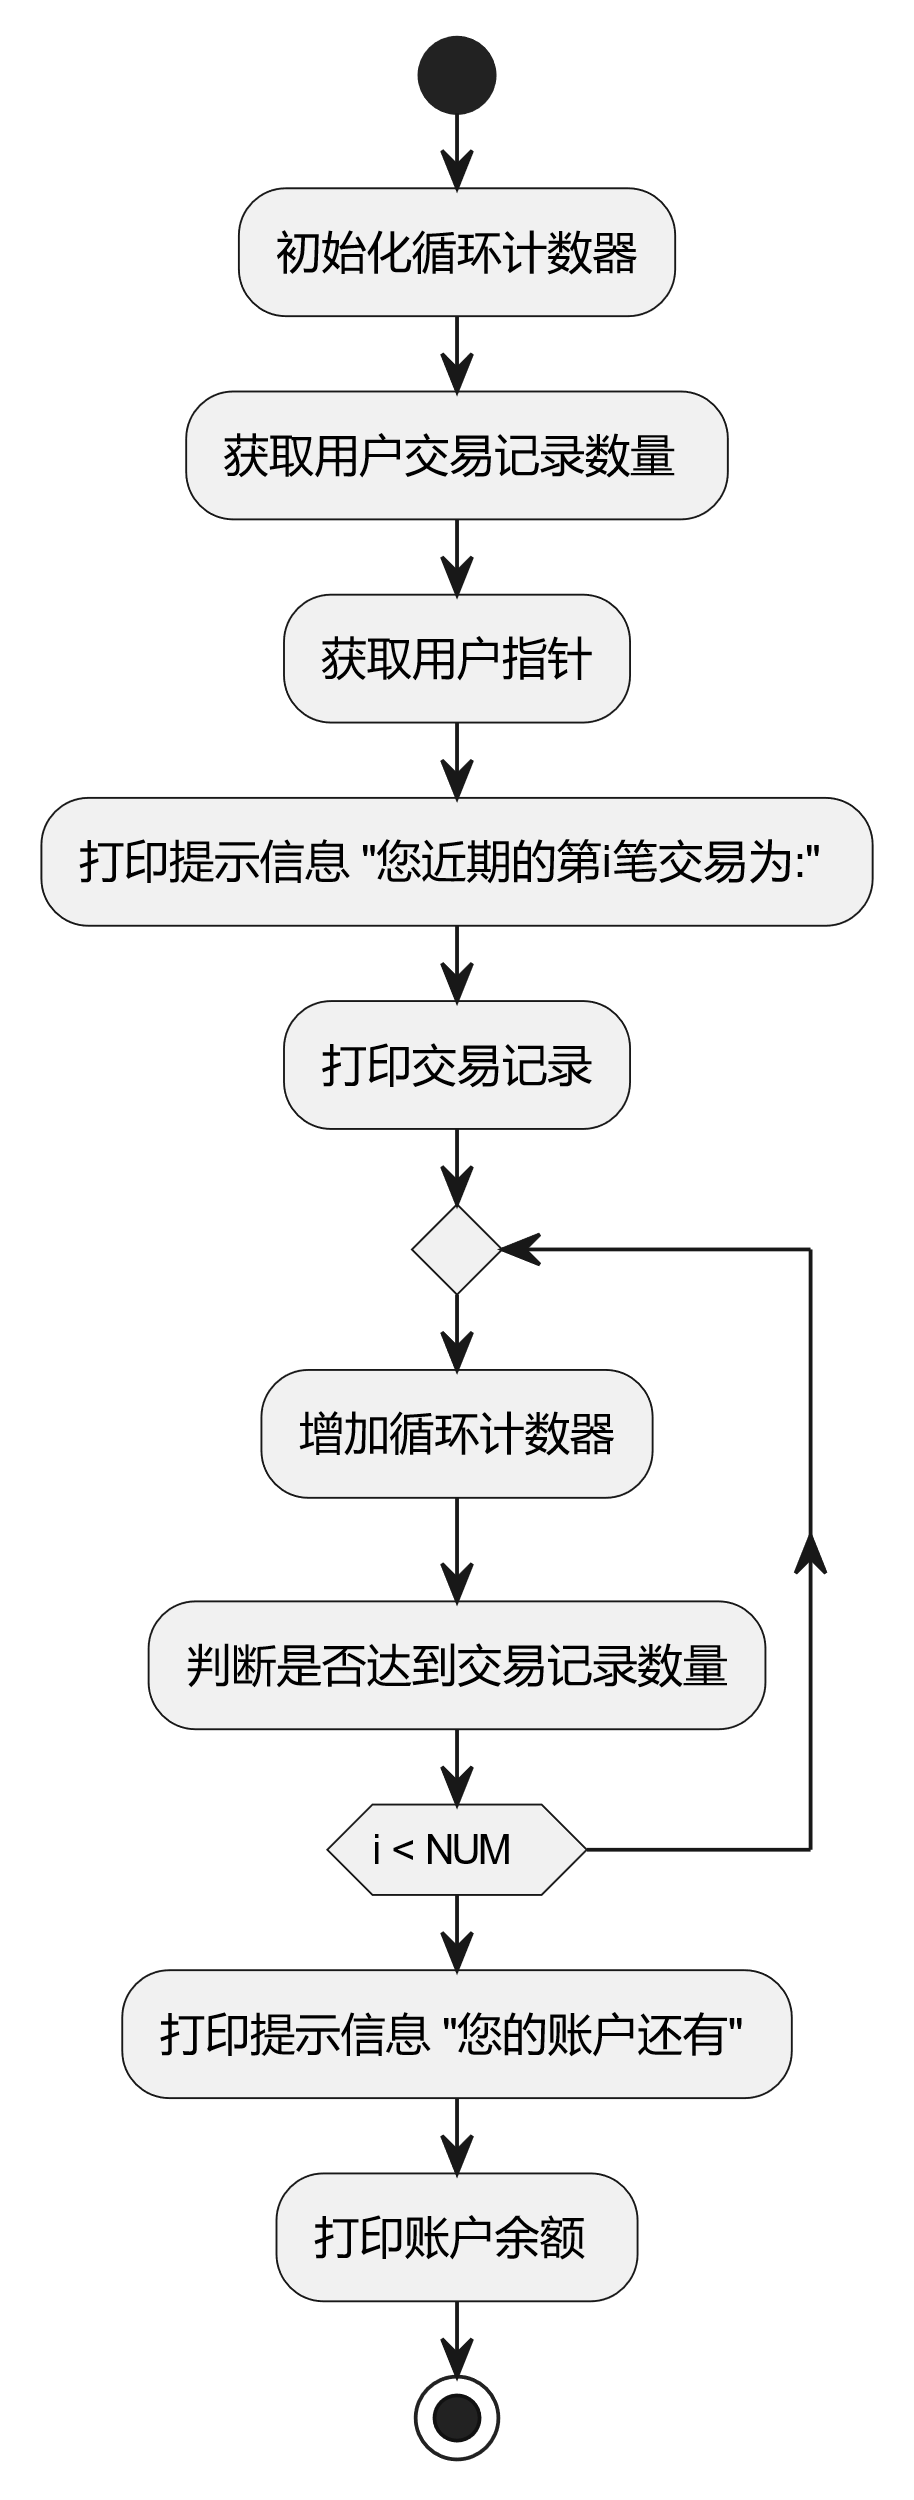 初始化循环计数器
获取用户交易记录数量
获取用户指针
打印提示信息 "您近期的第i笔交易为:"
打印交易记录
增加循环计数器
判断是否达到交易记录数量
i < NUM
打印提示信息 "您的账户还有"
打印账户余额